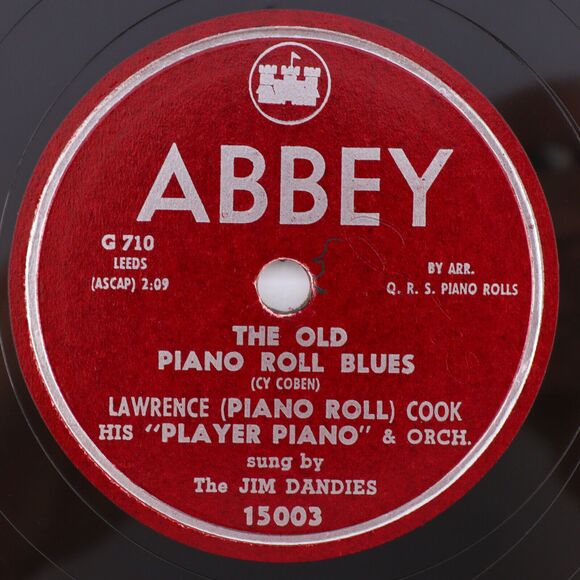 ABBEY
G 710
LEEDS
(ASCAP) 2:09
BY ARR.
Q. R. S. PIANO ROLLS
THE OLD
PIANO ROLL BLUES
(CY COBEN)
LAWRENCE (PIANO ROLL) COOK
HIS "PLAYER PIANO" & ORCH.
sung by
The JIM DANDIES
15003